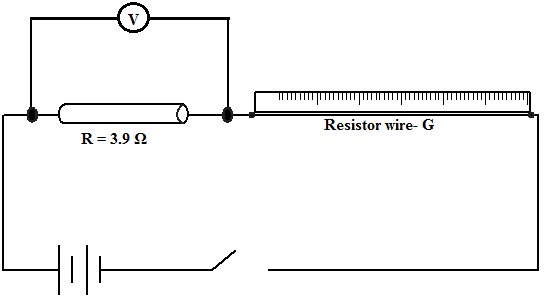 V
R = 3.9 Ω
Resistor wire- G